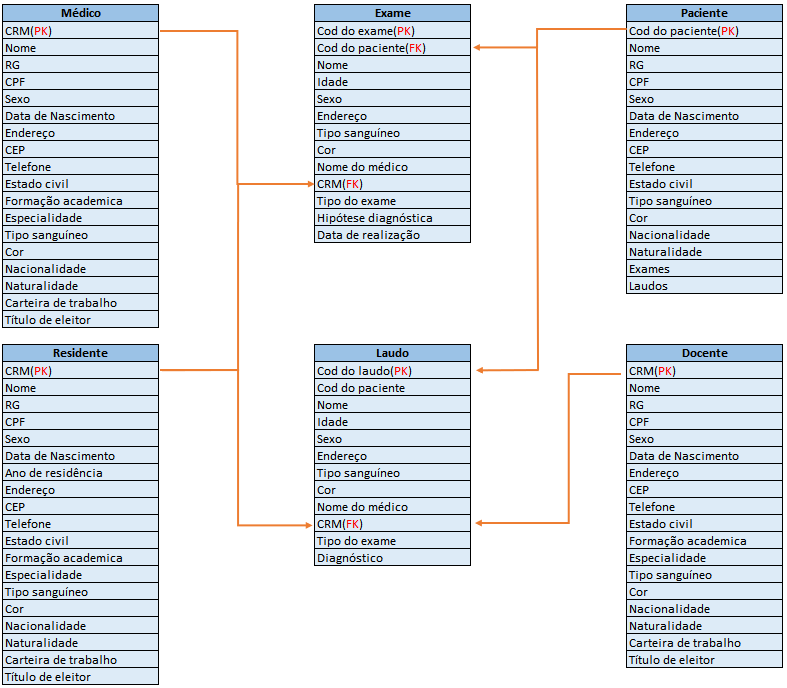 Médico
CRM(PK)
Nome
RG
CPF
Sexo
Data de Nascimento
Endereço
CEP
Telefone
Estado civil
Formação academica
Especialidade
Tipo sanguíneo
Cor
Nacionalidade
Naturalidade
Carteira de trabalho
Título de eleitor
Exame
Cod do exame(PK)
Cod do paciente(FK)
Nome
Idade
Sexo
Endereço
Tipo sanguíneo
Cor
Nome do médico
CRM(FK)
Tipo do exame
Hipótese diagnóstica
Data de realização
Paciente
Cod do paciente(PK)
Nome
RG
CPF
Sexo
Data de Nascimento
Endereço
CEP
Telefone
Estado civil
Tipo sanguíneo
Cor
Nacionalidade
Naturalidade
Exames
Laudos
Residente
CRM(PK)
Nome
RG
CPF
Sexo
Data de Nascimento
Ano de residência
Endereço
CEP
Telefone
Estado civil
Formação academica
Especialidade
Tipo sanguíneo
Cor
Nacionalidade
Naturalidade
Carteira de trabalho
Título de eleitor
Laudo
Cod do laudo(PK)
Cod do paciente
Nome
Idade
Sexo
Endereço
Tipo sanguíneo
Cor
Nome do médico
CRM(FK)
Tipo do exame
Diagnóstico
Docente
CRM(PK)
Nome
RG
CPF
Sexo
Data de Nascimento
Endereço
CEP
Telefone
Estado civil
Formação academica
Especialidade
Tipo sanguíneo
Cor
Nacionalidade
Naturalidade
Carteira de trabalho
Título de eleitor